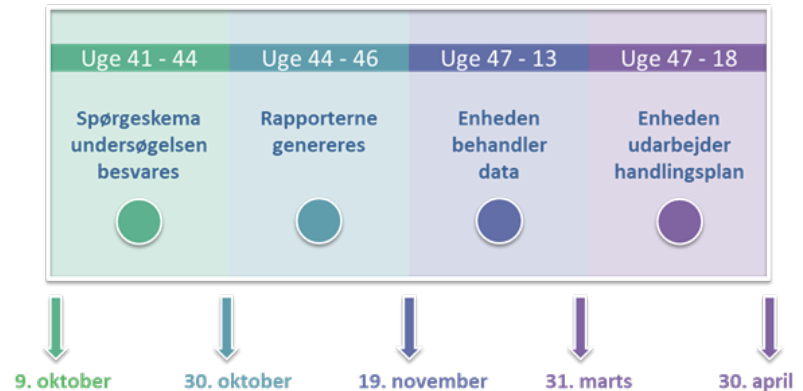 Uge 41 - 44
Spørgeskema
undersøgelsen
besvares
Uge 44 - 46
Rapporterne
genereres
Uge 47 - 13
Enheden
behandler
data
Uge 47 - 18
Enheden
udarbejder
handlingsplan
9. oktober
30. oktober
19. november
31. marts
30. april